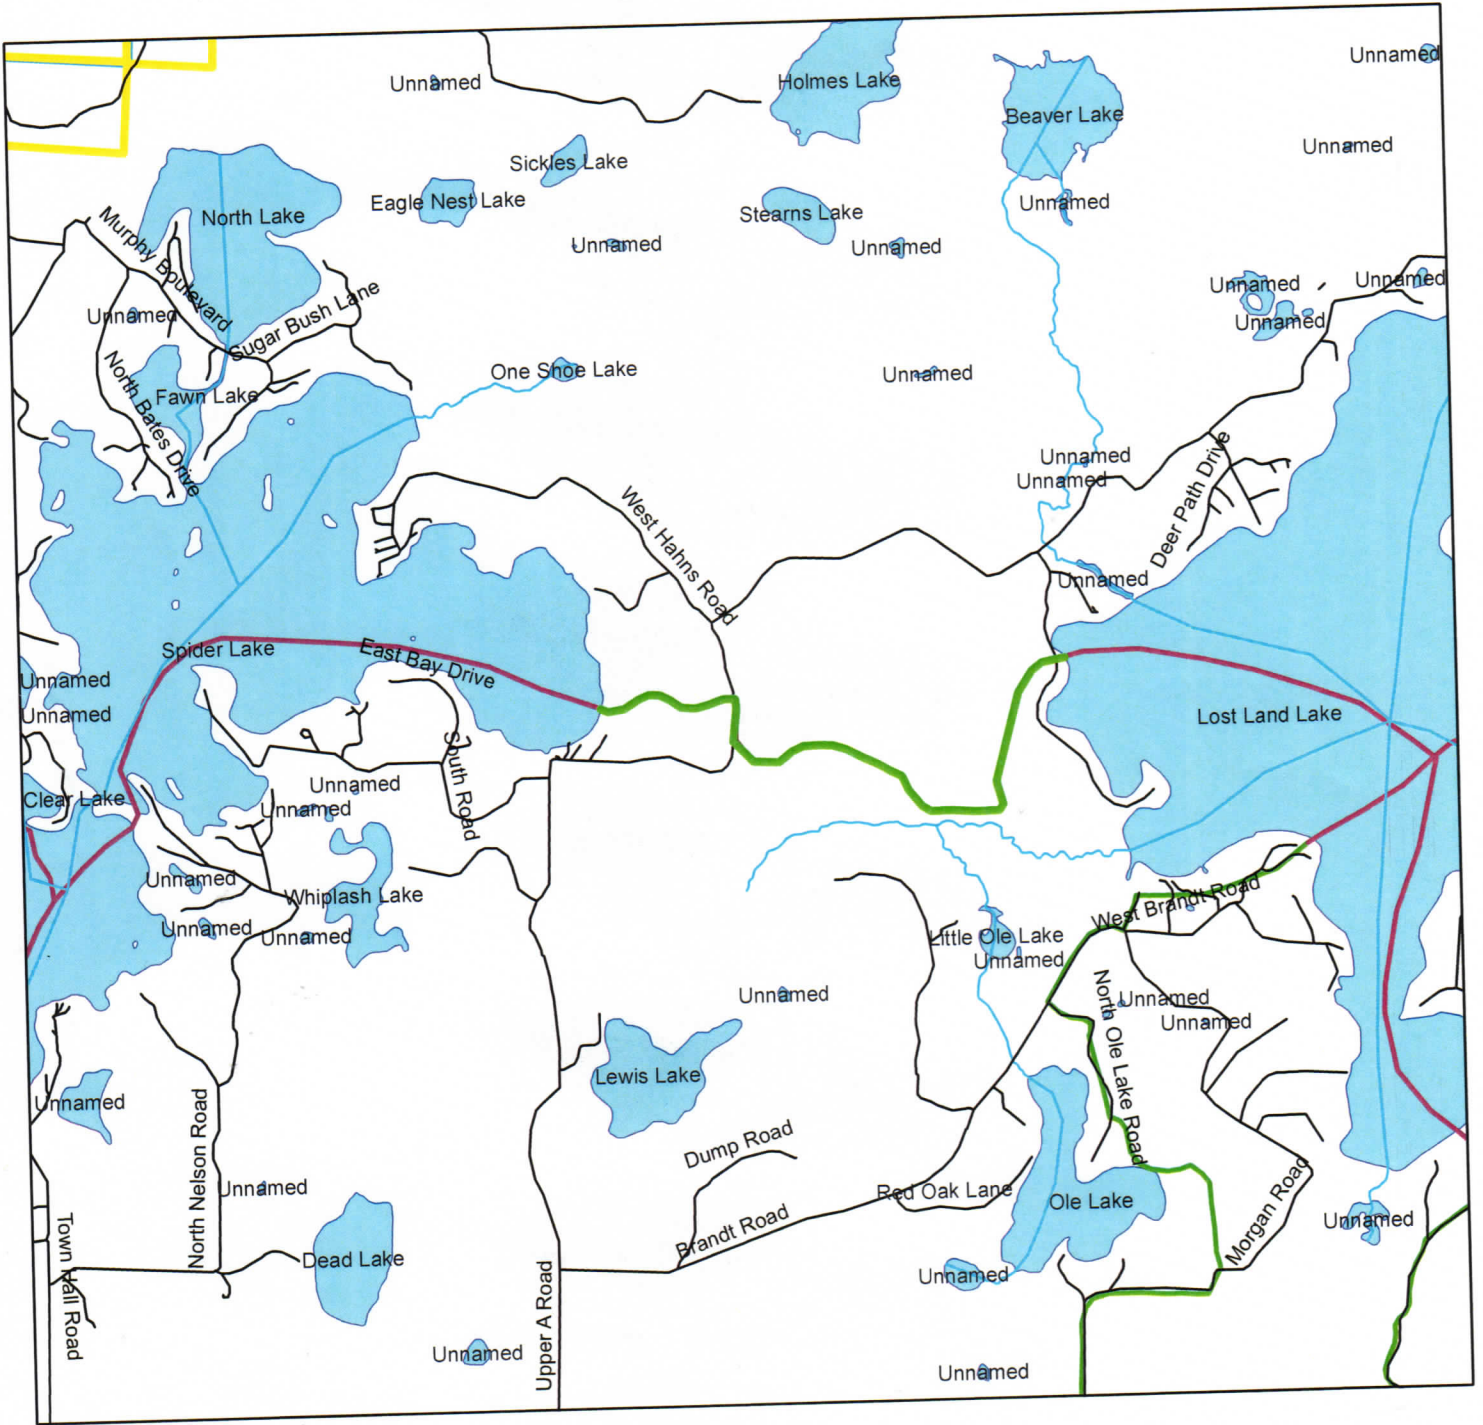 Unnamed
Unnamed
Holmes Lake
Beaver Lake
Unnamed
Sickles Lake
Eagle Nest Lake
Unnamed
North Lake
Stearns Lake
Unnamed
Unnamed
Murphy Boulevard
Unnamed
Unnamed
Unnamed
Sugar Bush Lane
Unnamed
One Shoe Lake
Unnamed
Fawn Lake
North Bates Drive
Unnamed
Unnamed
Deer Path Drive
West Hahns Road
Unnamed
Spider Lake
East Bay Drive
Unnamed
Unnamed
Lost Land Lake
South Road
Unnamed
Clear Lake
Unnamed
Unnamed
Whiplash Lake
West Brandt Road
Unnamed
Unnamed
Little Ole Lake
Unnamed
Unnamed
North Ole Lake Road
Unnamed
Unnamed
Lewis Lake
Unnamed
North Nelson Road
Dump Road
Unnamed
Red Oak Lane
Ole Lake
Morgan Road
Unnamed
Brandt Road
Town Hall Road
Dead Lake
Unnamed
Upper A Road
Unnamed
Unnamed